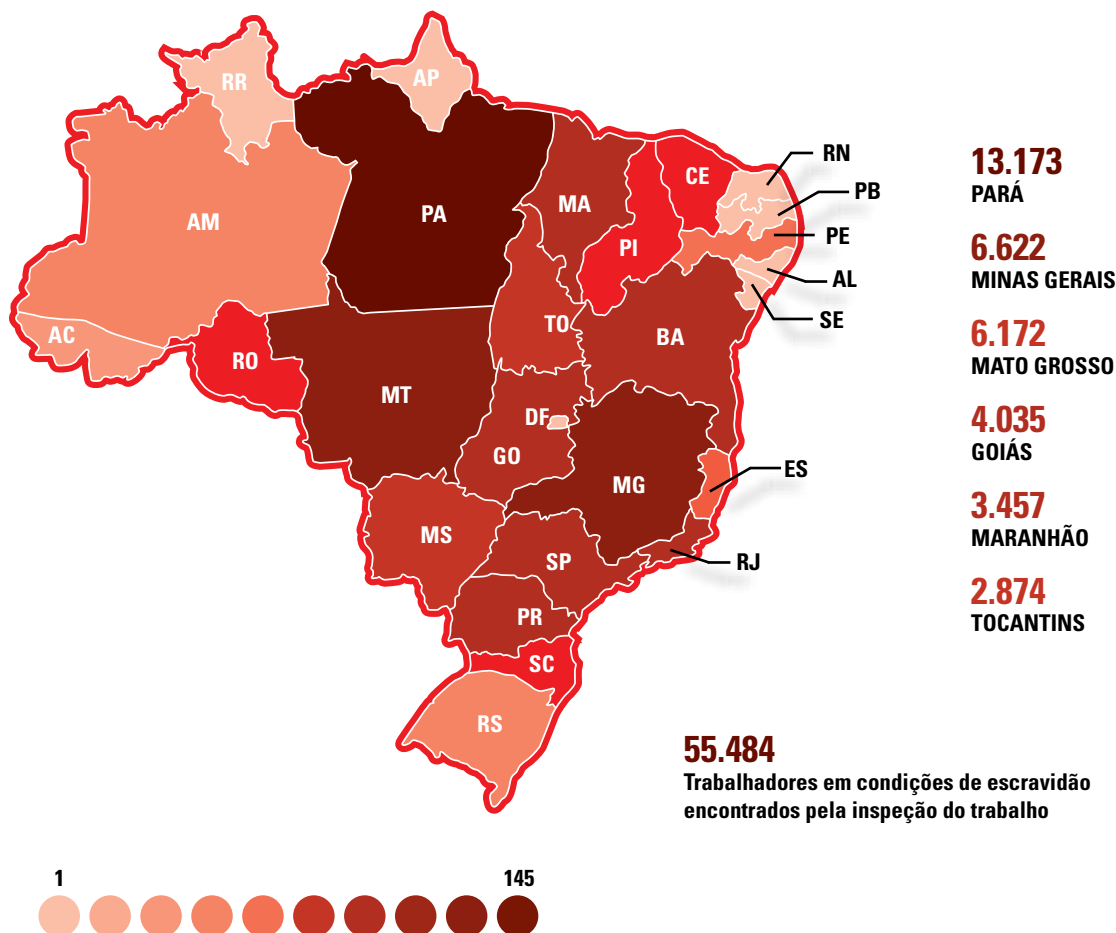 RR
AP
AM
PA
MA
CE
RN
PB
PI
PE
AL
SE
AC
RO
TO
BA
MT
DF
GO
MG
ES
MS
SP
RJ
PR
SC
RS
13.173
PARÁ
6.622
MINAS GERAIS
6.172
MATO GROSSO
4.035
GOIÁS
3.457
MARANHÃO
2.874
TOCANTINS
55.484
Trabalhadores em condições de escravidão
encontrados pela inspeção do trabalho
1
145